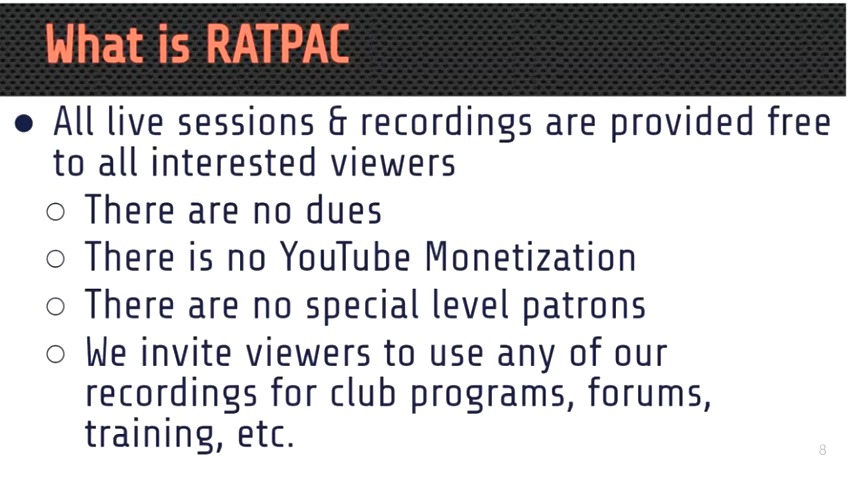 What is RATPAC
All live sessions & recordings are provided free
to all interested viewers
There are no dues
There is no YouTube Monetization
There are no special level patrons
We invite viewers to use any of our
recordings for club programs, forums,
training, etc.
8